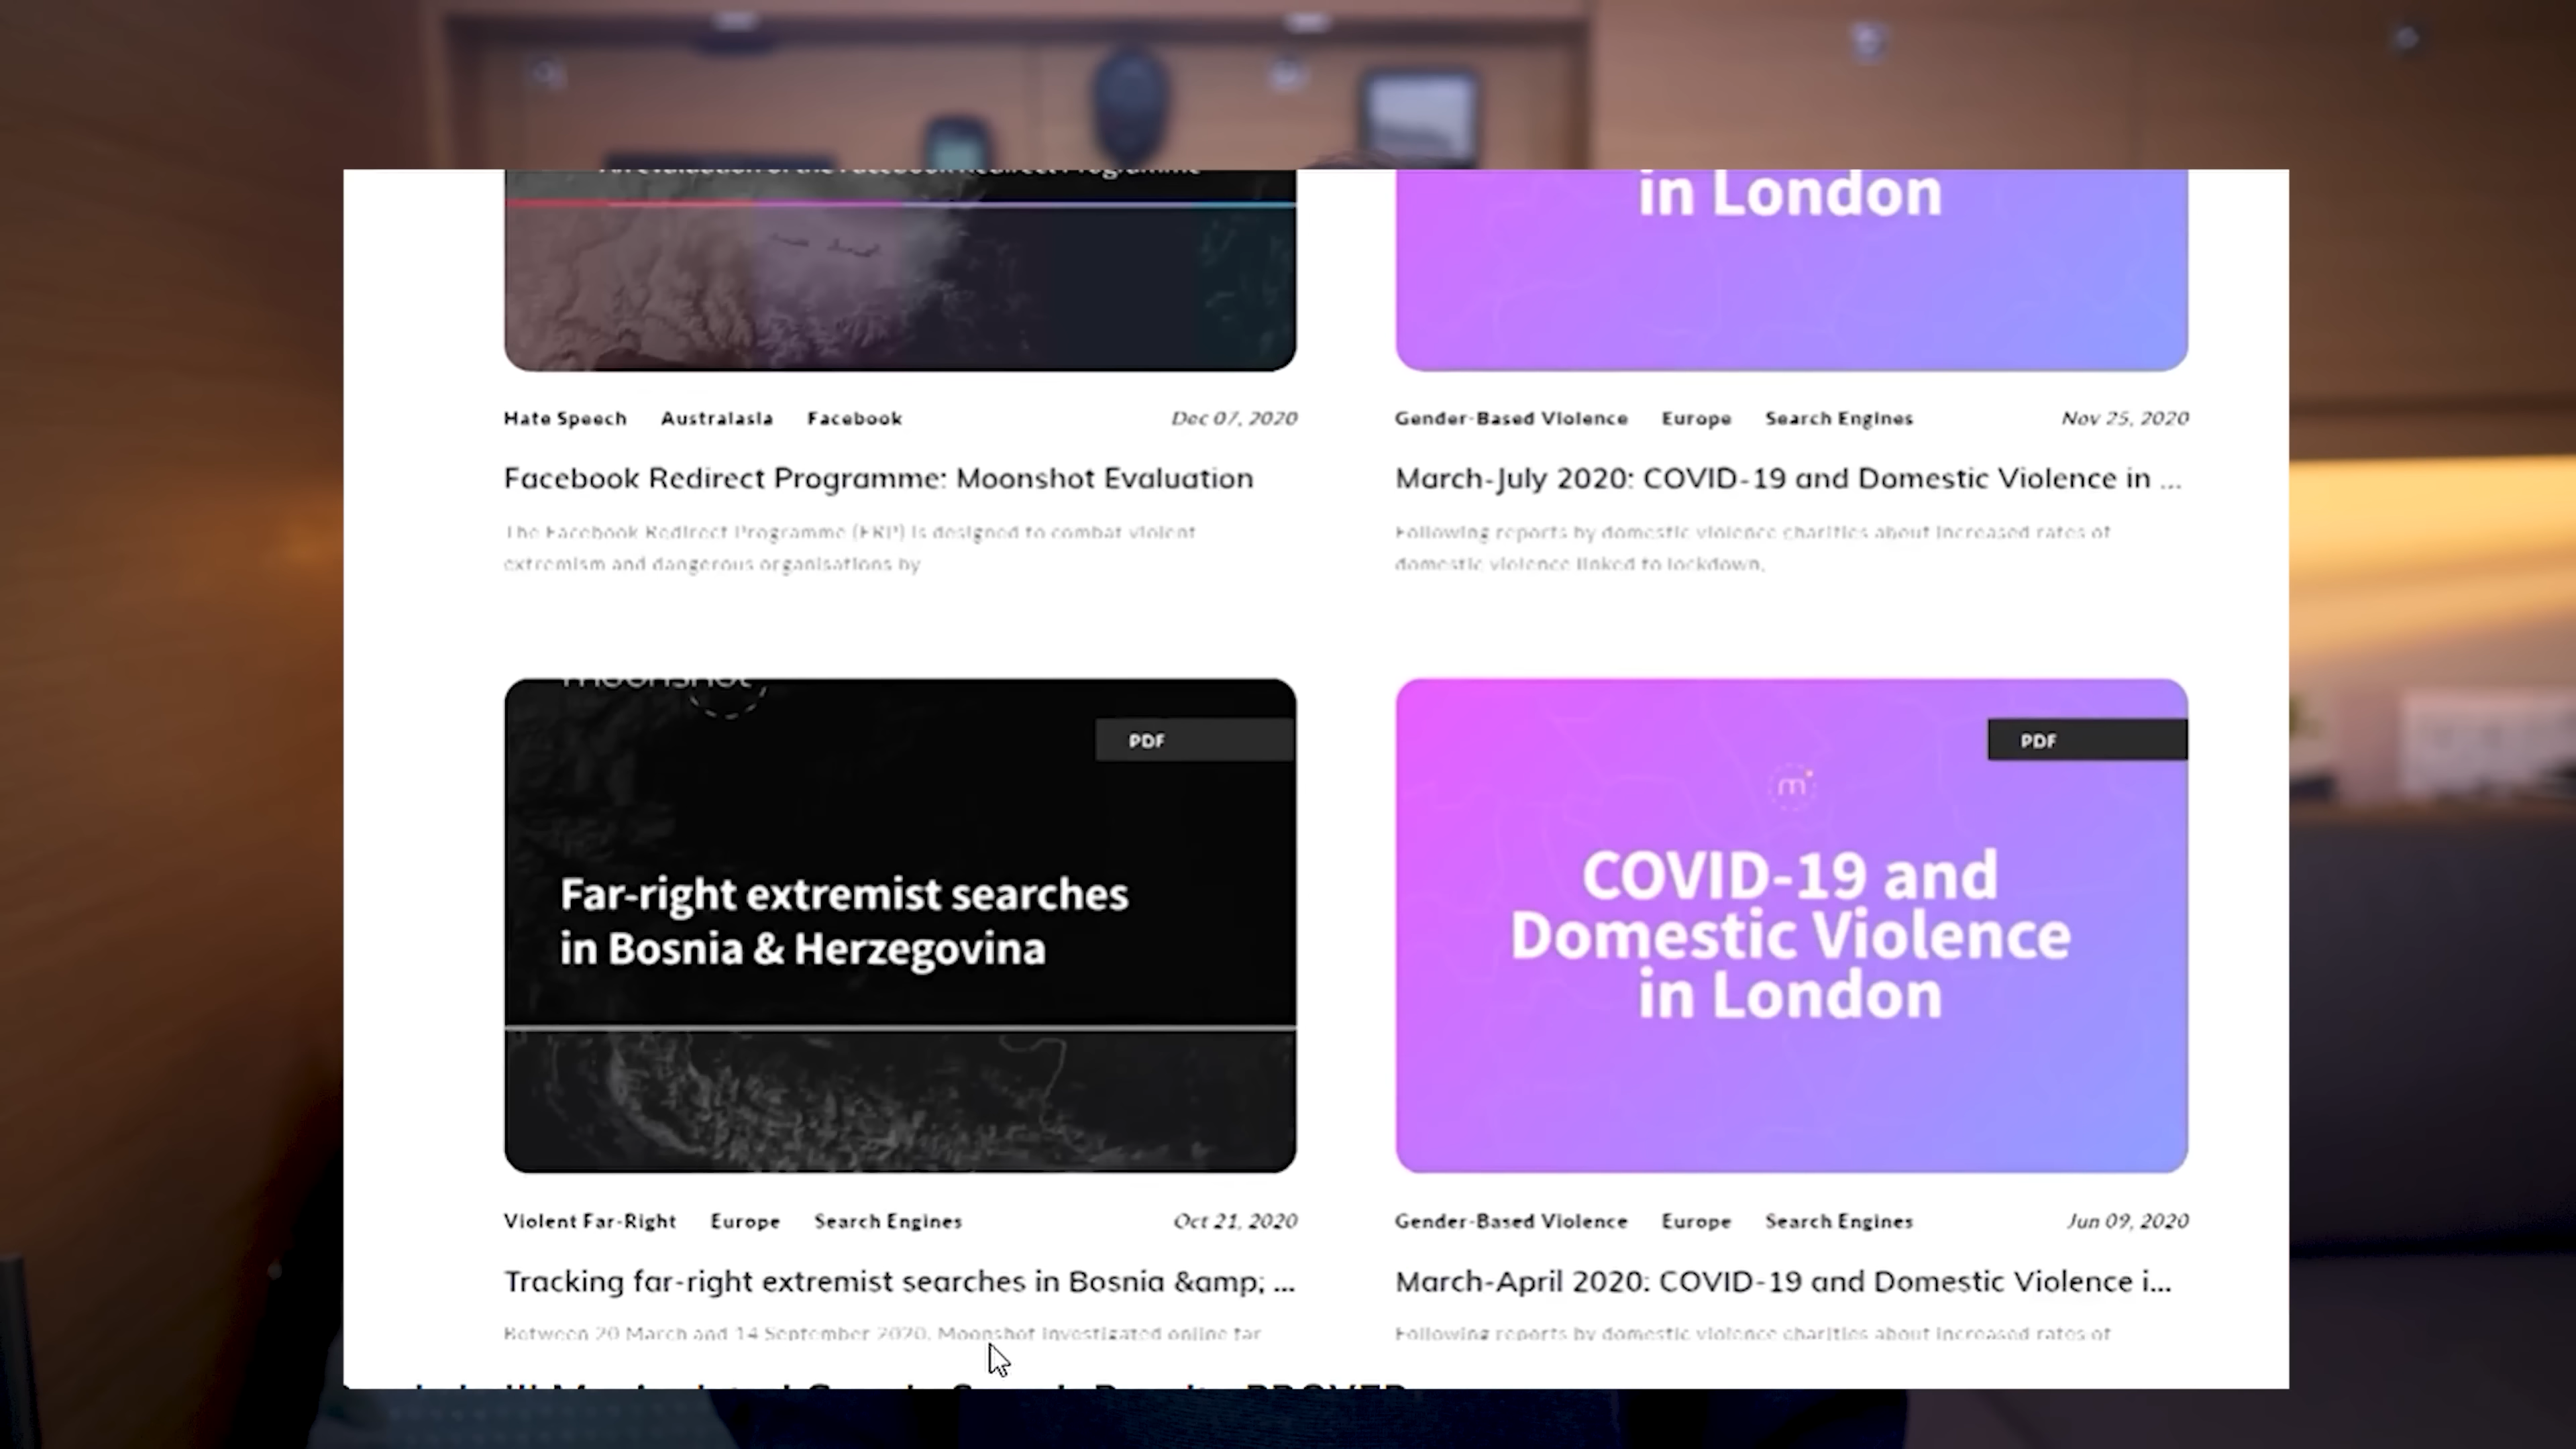 in London
Hate Speech Australasia Facebook Dec 07, 2020
Facebook Redirect Programme: Moonshot Evaluation
The Facebook Redirect Programme (FRP) is designed to combat violent
extremism and dangerous organisations by
Gender-Based Violence Europe Search Engines Nov 25, 2020
March-July 2020: COVID-19 and Domestic Violence in ...
Following reports by domestic violence charities about increased rates of
domestic violence linked to lockdown,
moonshot
PDF
Far-right extremist searches
in Bosnia & Herzegovina
Violent Far-Right Europe Search Engines Oct 21, 2020
Tracking far-right extremist searches in Bosnia &amp; ...
Between 20 March and 14 September 2020, Moonshot investigated online far
PDF
m
COVID-19 and
Domestic Violence
in London
Gender-Based Violence Europe Search Engines Jun 09, 2020
March-April 2020: COVID-19 and Domestic Violence i...
Following reports by domestic violence charities about increased rates of